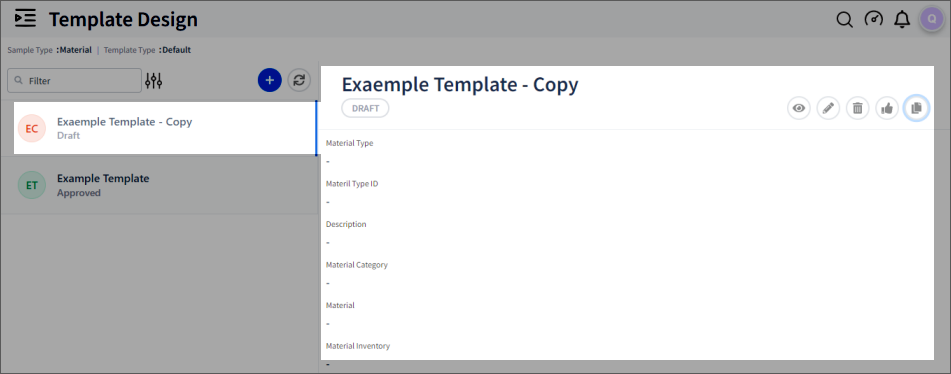 Template Design
Q
Sample Type :Material | Template Type :Default
Filter
EC
Exaemple Template - Copy
Draft
ET
Example Template
Approved
Exaemple Template - Copy
DRAFT
Material Type
-
Materil Type ID
-
Description
-
Material Category
-
Material
-
Material Inventory
-